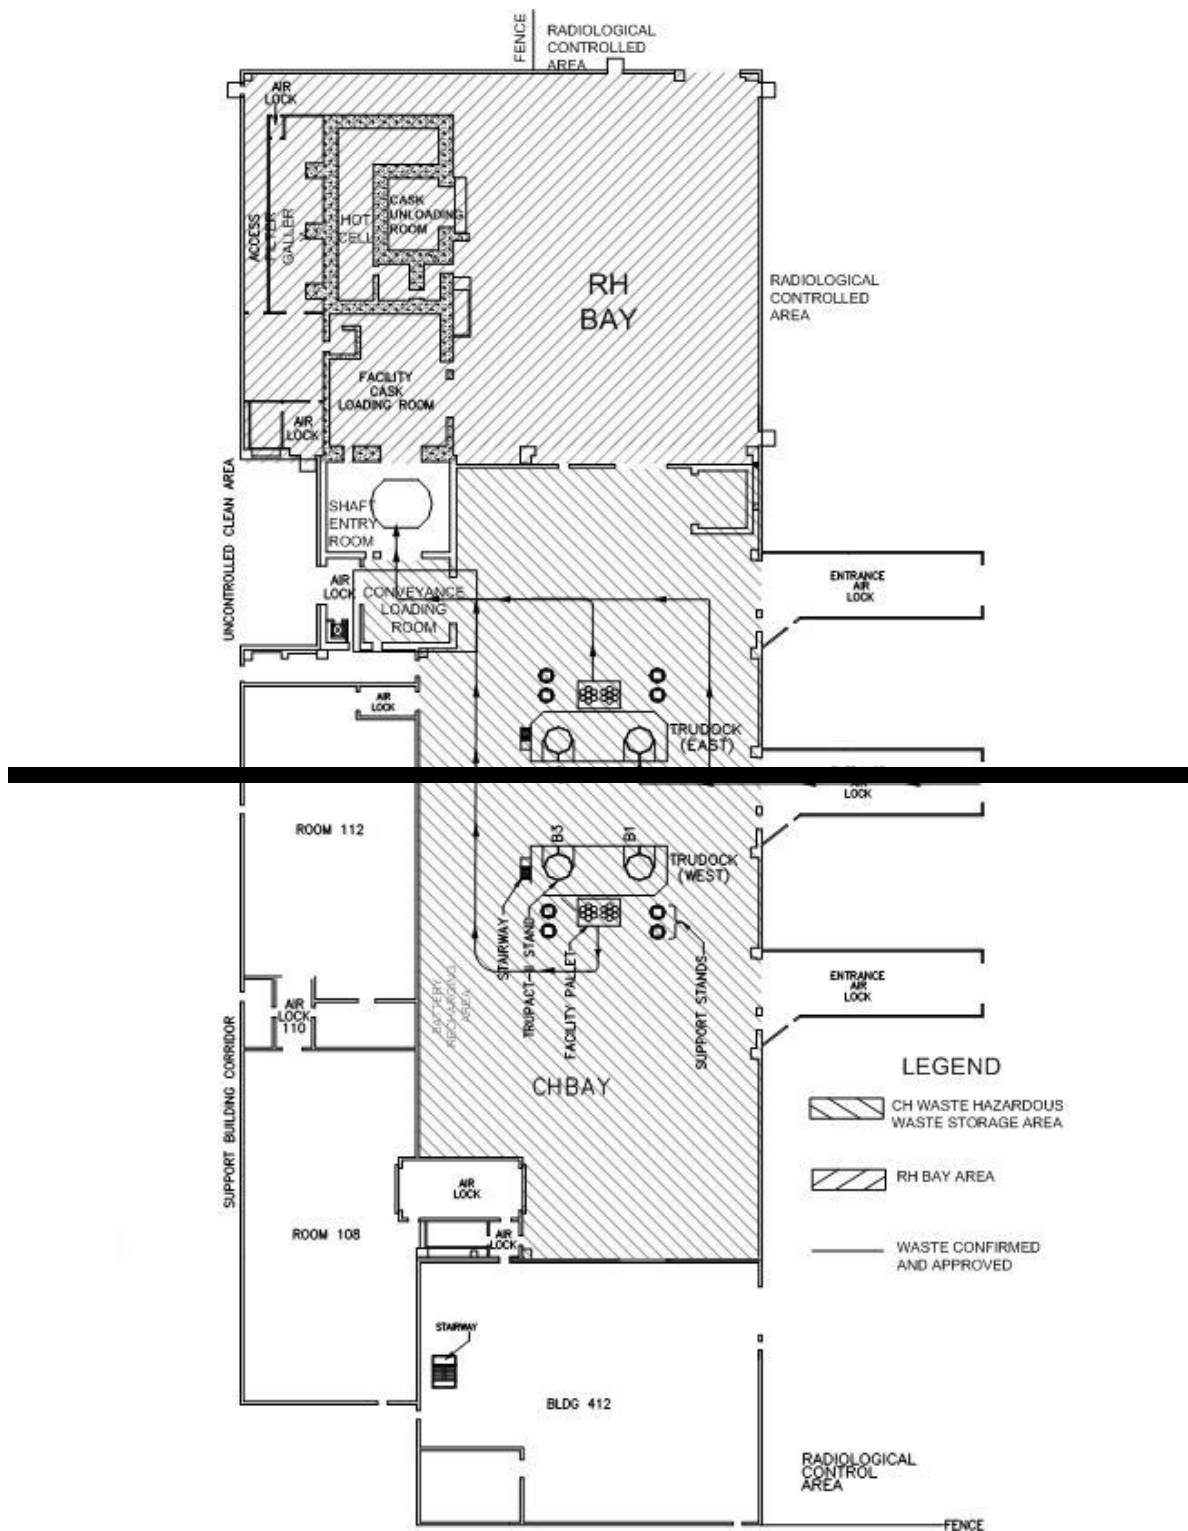 FENCE
RADIOLOGICAL
CONTROLLED
AREA
AIR
LOCK
ACCESS
FILTER
GALLER
Y
HOT
CELL
CASK
UNLOADING
ROOM
RH
BAY
RADIOLOGICAL
CONTROLLED
AREA
FACILITY
CASK
LOADING ROOM
AIR
LOCK
UNCONTROLLED CLEAN AREA
SHAFT
ENTRY
ROOM
AIR
LOCK
CONVEYANCE
LOADING
ROOM
ENTRANCE
AIR
LOCK
AIR
LOCK
TRUDOCK
(EAST)
LOCK
ROOM 112
B3
B1
TRUDOCK
(WEST)
STAIRWAY
TRUPACT-II STAND
FACILITY PALLET
SUPPORT STANDS
BATTERY
RECHARGING
AREA
ENTRANCE
AIR
LOCK
AIR
LOCK
110
SUPPORT BUILDING CORRIDOR
CHBAY
LEGEND
CH WASTE HAZARDOUS
WASTE STORAGE AREA
RH BAY AREA
WASTE CONFIRMED
AND APPROVED
AIR
LOCK
AIR
LOCK
ROOM 108
STAIRWAY
BLDG 412
RADIOLOGICAL
CONTROL
AREA
FENCE